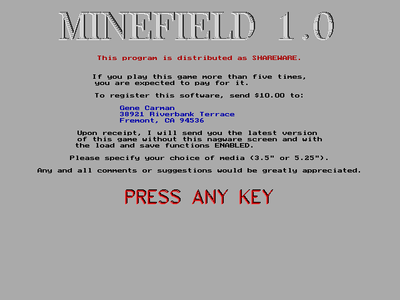 MINEFIELD 1.0
This program is distributed as SHAREWARE.
If you play this game more than five times,
you are expected to pay for it.
To register this software, send $10.00 to:
Gene Carman
38921 Riverbank Terrace
Fremont, CA 94536
Upon receipt, I will send you the latest version
of this game without this nagware screen and with
the load and save functions ENABLED.
Please specify your choice of media (3.5" or 5.25").
Any and all comments or suggestions would be greatly appreciated.
PRESS ANY KEY